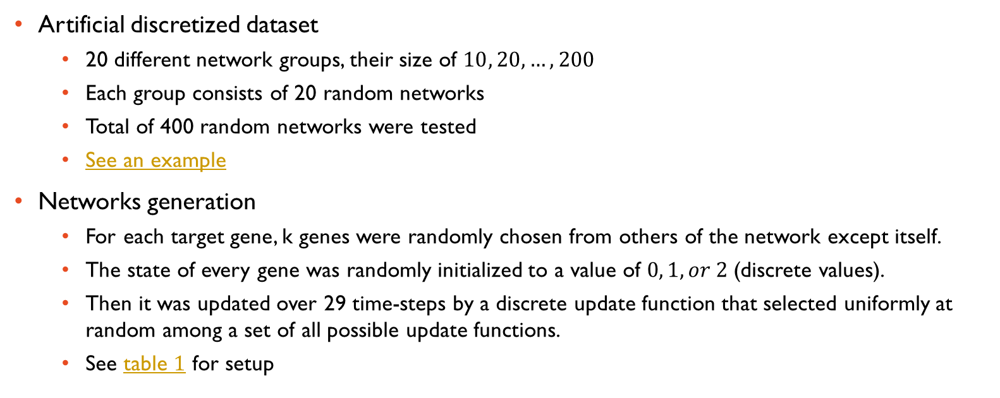 • Artificial discretized dataset
• 20 different network groups, their size of 10, 20, … , 200
• Each group consists of 20 random networks
• Total of 400 random networks were tested
• See an example
• Networks generation
• For each target gene, k genes were randomly chosen from others of the network except itself.
• The state of every gene was randomly initialized to a value of 0, 1, or 2 (discrete values).
• Then it was updated over 29 time-steps by a discrete update function that selected uniformly at
random among a set of all possible update functions.
• See table 1 for setup